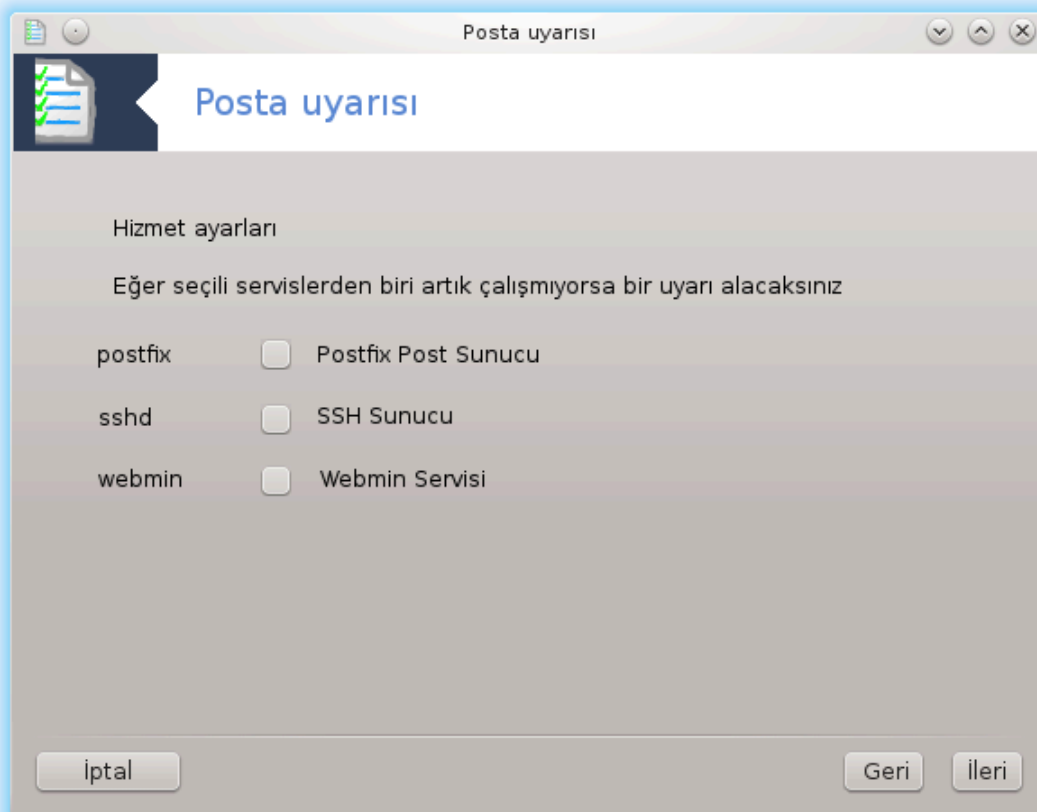 Posta uyarısı
Posta uyarısı
Hizmet ayarları
Eğer seçili servislerden biri artık çalışmıyorsa bir uyarı alacaksınız
postfix Postfix Post Sunucu
sshd SSH Sunucu
webmin Webmin Servisi
İptal Geri İleri